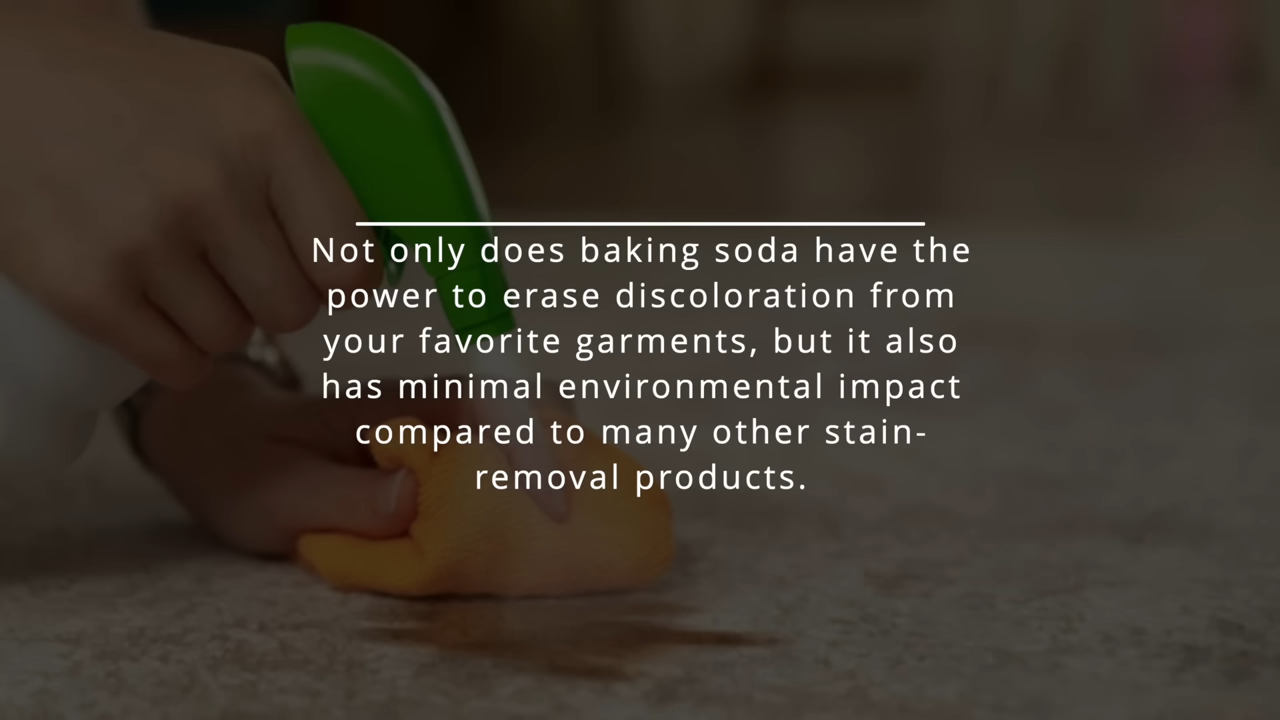 Not only does baking soda have the
power to erase discoloration from
your favorite garments, but it also
has minimal environmental impact
compared to many other stain-
removal products.